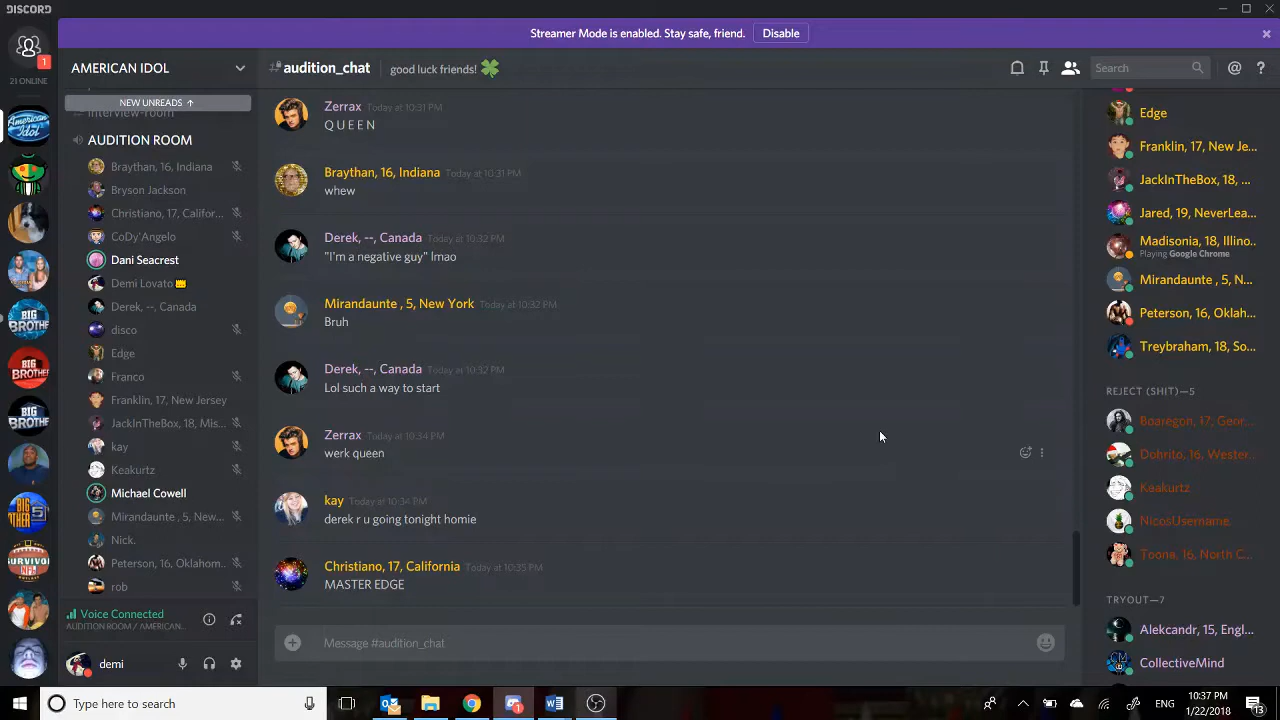 DISCORD
Streamer Mode is enabled. Stay safe, friend.
Disable
1
21 ONLINE
AMERICAN IDOL
NEW UNREADS ↑
interview-room
AUDITION ROOM
Braythan, 16, Indiana
Bryson Jackson
Christiano, 17, Califor...
CoDy'Angelo
Dani Seacrest
Demi Lovato
Derek, --, Canada
disco
Edge
Franco
Franklin, 17, New Jersey
JackInTheBox, 18, Mis...
kay
Keakurtz
Michael Cowell
Mirandaunte , 5, New...
Nick.
Peterson, 16, Oklahom...
rob
Voice Connected
AUDITION ROOM / AMERICAN...
demi
# audition_chat
good luck friends!
Search
Zerrax Today at 10:31 PM
Q U E E N
Braythan, 16, Indiana Today at 10:31 PM
whew
Derek, --, Canada Today at 10:32 PM
"I'm a negative guy" lmao
Mirandaunte , 5, New York Today at 10:32 PM
Bruh
Derek, --, Canada Today at 10:32 PM
Lol such a way to start
Zerrax Today at 10:34 PM
werk queen
kay Today at 10:34 PM
derek r u going tonight homie
Christiano, 17, California Today at 10:35 PM
MASTER EDGE
Message #audition_chat
Edge
Franklin, 17, New Je...
JackInTheBox, 18, ...
Jared, 19, NeverLea...
Madisonia, 18, Illino..
Playing Google Chrome
Mirandaunte , 5, N...
Peterson, 16, Oklah...
Treybraham, 18, So...
REJECT (SHIT)—5
Boaregon, 17, Geor...
Dohrito, 16, Wester..
Keakurtz
NicosUsername
Toona, 16, North C...
TRYOUT—7
Alekcandr, 15, Engl...
CollectiveMind
Type here to search
ENG
10:37 PM
1/22/2018